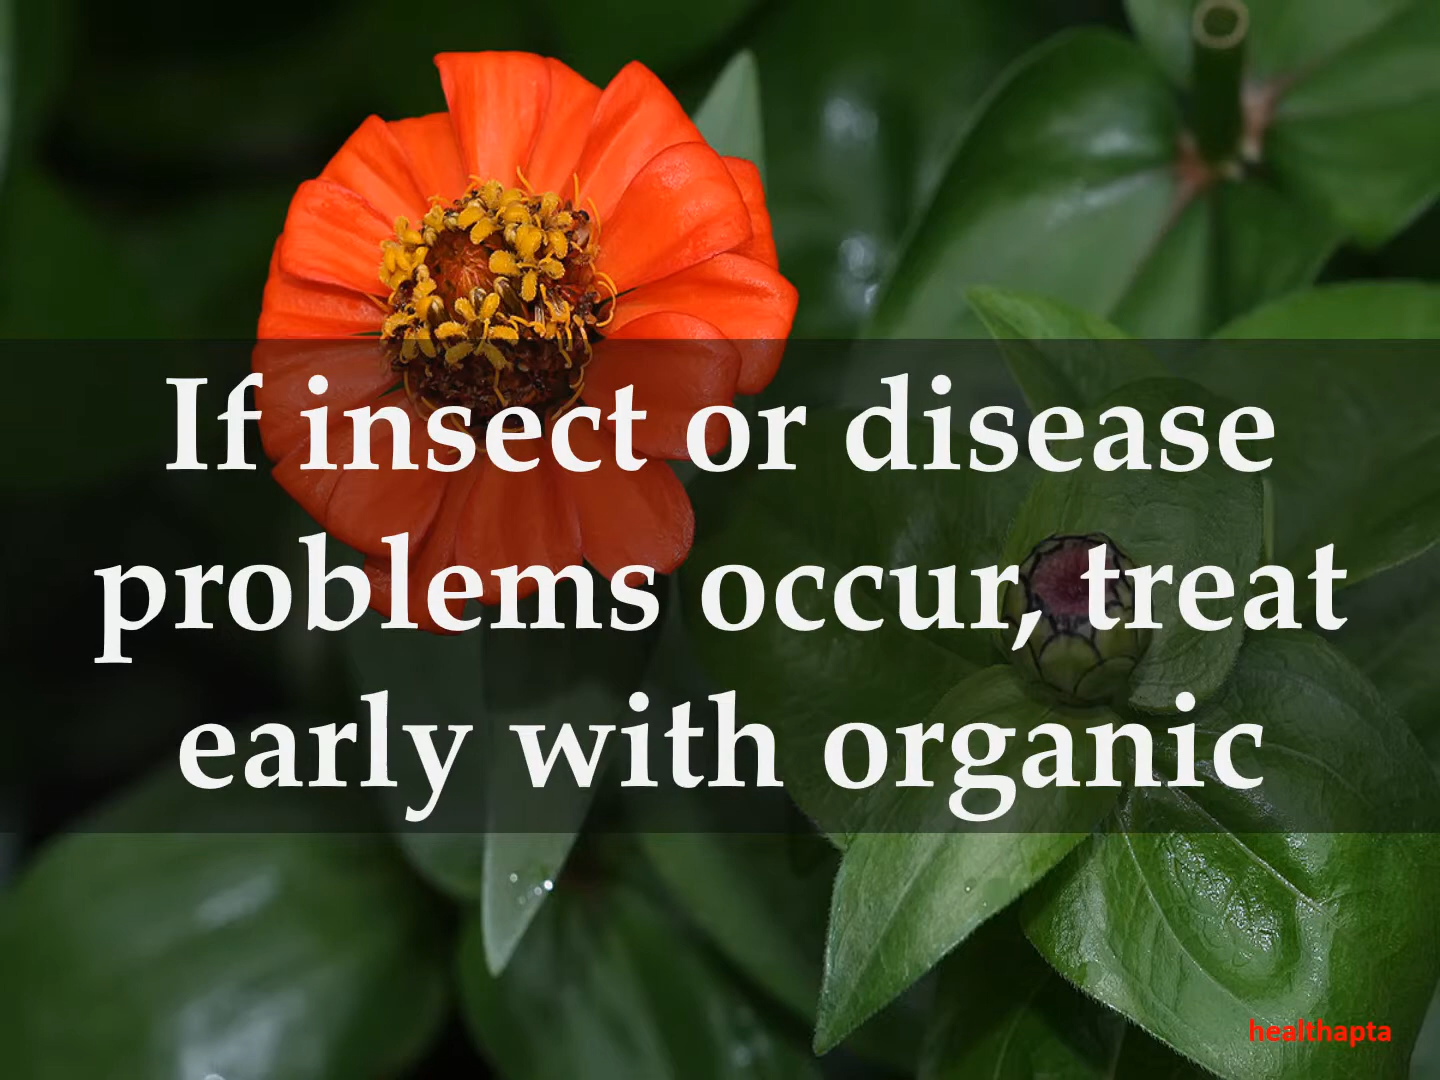 If insect or disease
problems occur, treat
early with organic
healthapta